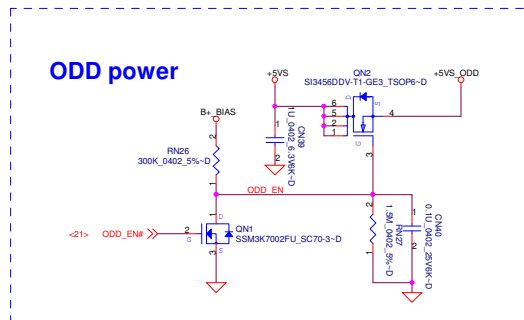 ODD power
+5VS
QN2
SI3456DDV-T1-GE3_TSOP6~D
+5VS_ODD
B+_BIAS
D
S
G
6
5
2
1
4
3
1
2
CN39
1U_0402_6.3V6K~D
2
RN26
300K_0402_5%~D
1
ODD_EN
<21> ODD_EN#
2
G
1
D
QN1
SSM3K7002FU_SC70-3~D
3
S
2
1
RN27
1.5M_0402_5%~D
1
2
CN40
0.1U_0402_25V6K~D